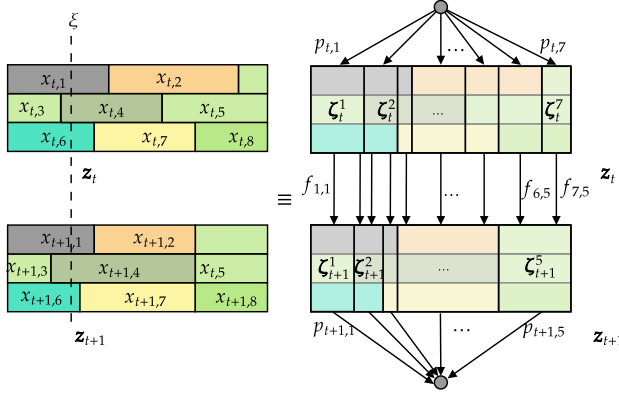 ξ
x_{t,1} x_{t,2}
x_{t,3} x_{t,4} x_{t,5}
x_{t,6} x_{t,7} x_{t,8}
z_t
x_{t+1,1} x_{t+1,2}
x_{t+1,3} x_{t+1,4} x_{t,5}
x_{t+1,6} x_{t+1,7} x_{t+1,8}
z_{t+1}
≡
p_{t,1} ... p_{t,7}
ζ_t^1 ζ_t^2 ... ζ_t^7
z_t
f_{1,1} ... f_{6,5} f_{7,5}
ζ_{t+1}^1 ζ_{t+1}^2 ... ζ_{t+1}^5
p_{t+1,1} ... p_{t+1,5}
z_{t+1}